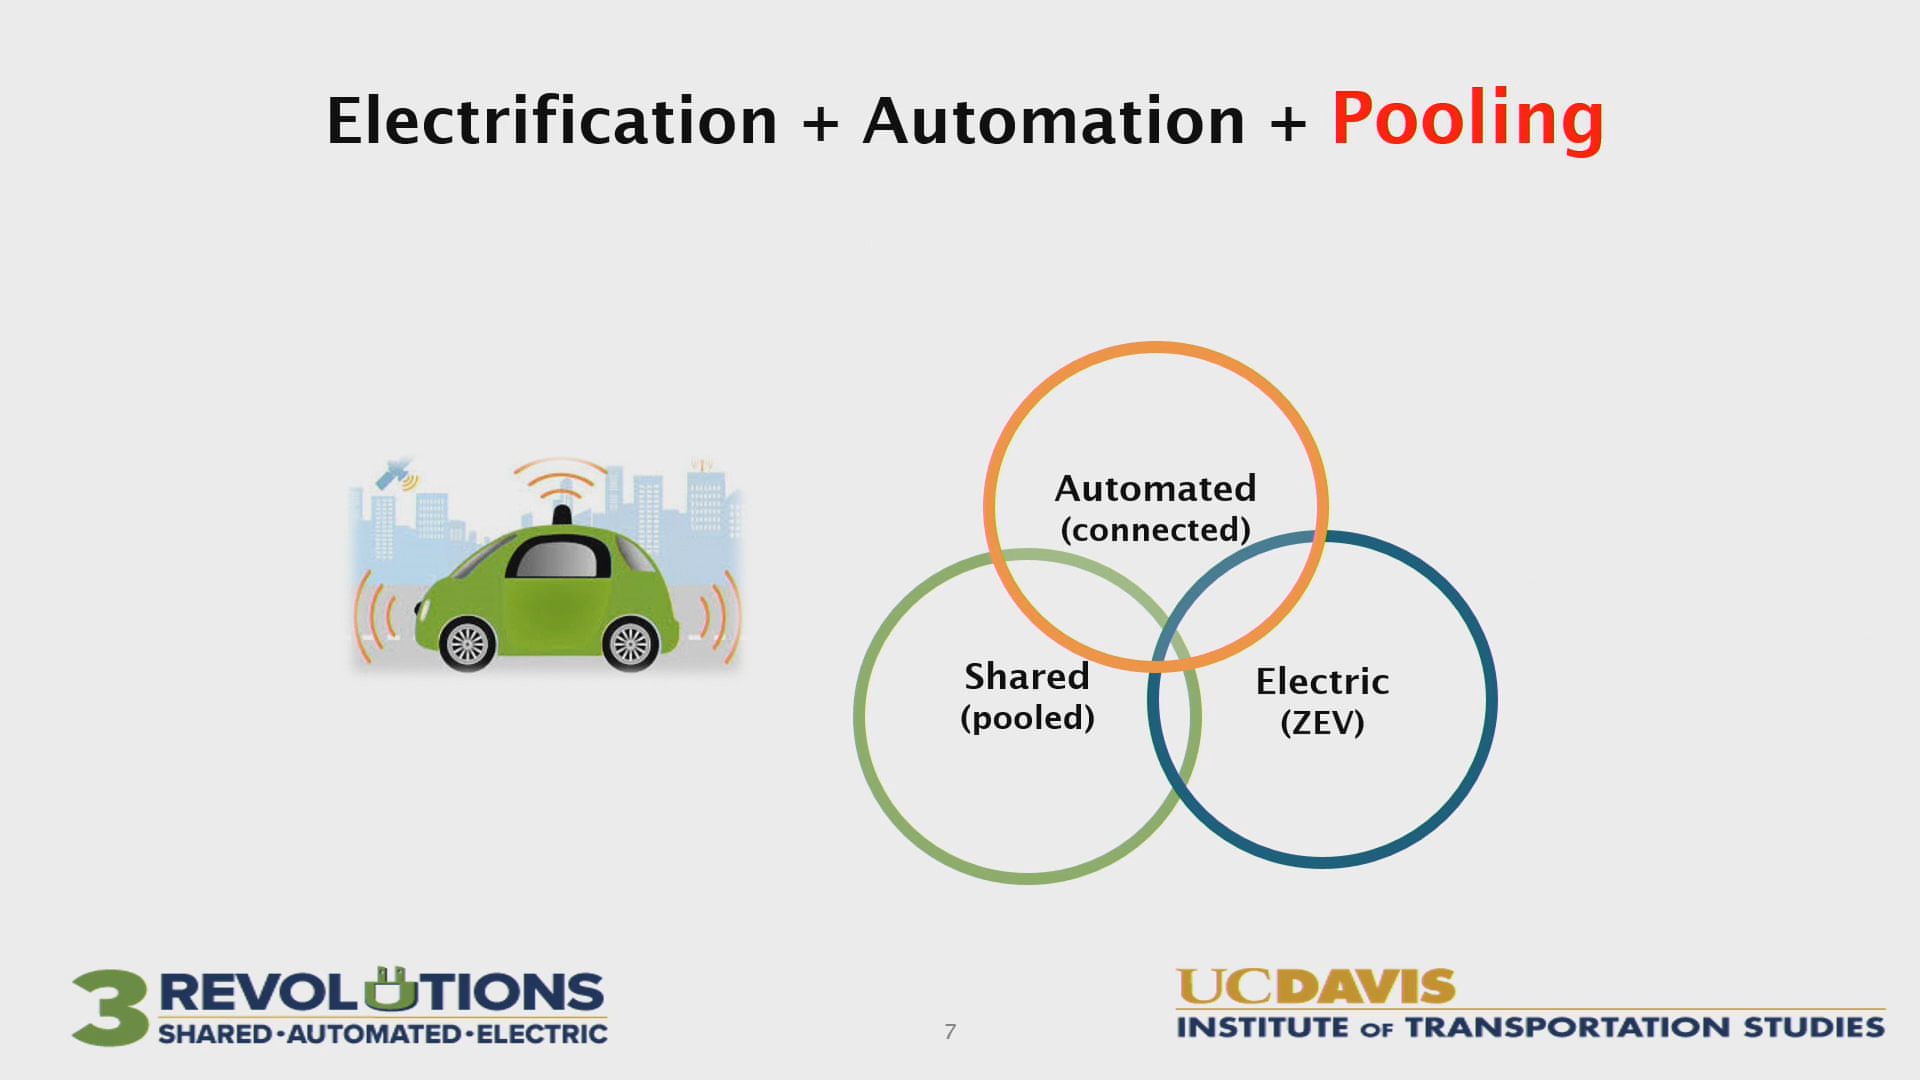 Electrification + Automation + Pooling
Automated
(connected)
Shared
(pooled)
Electric
(ZEV)
3 REVOLUTIONS
SHARED•AUTOMATED•ELECTRIC
7
UCDAVIS
INSTITUTE OF TRANSPORTATION STUDIES